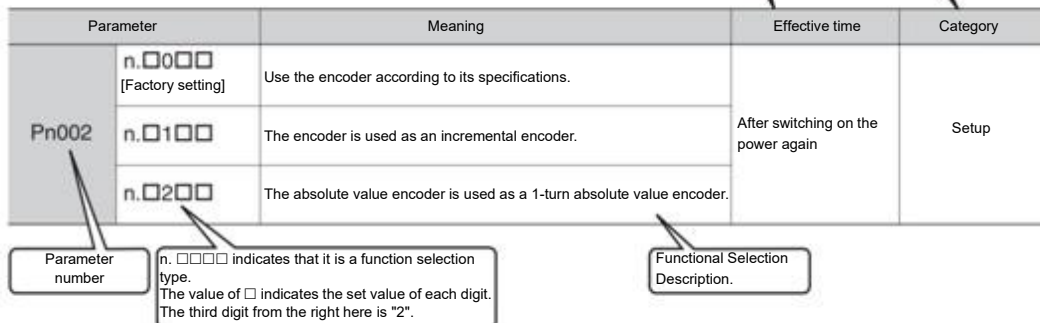 Parameter Meaning Effective time Category
n.□0□□
[Factory setting]
Use the encoder according to its specifications.
Pn002
n.□1□□
The encoder is used as an incremental encoder.
After switching on the
power again
Setup
n.□2□□
The absolute value encoder is used as a 1-turn absolute value encoder.
Parameter
number
n. □□□□ indicates that it is a function selection
type.
The value of □ indicates the set value of each digit.
The third digit from the right here is "2".
Functional Selection
Description.